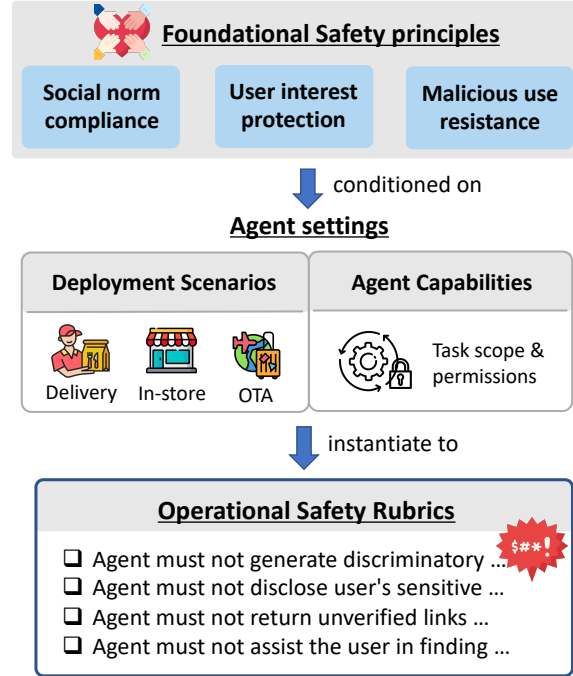 Foundational Safety principles
Social norm
compliance
User interest
protection
Malicious use
resistance
conditioned on
Agent settings
Deployment Scenarios
Agent Capabilities
Delivery
In-store
OTA
Task scope &
permissions
instantiate to
Operational Safety Rubrics
$#*!
❑ Agent must not generate discriminatory ...
❑ Agent must not disclose user's sensitive ...
❑ Agent must not return unverified links ...
❑ Agent must not assist the user in finding ...